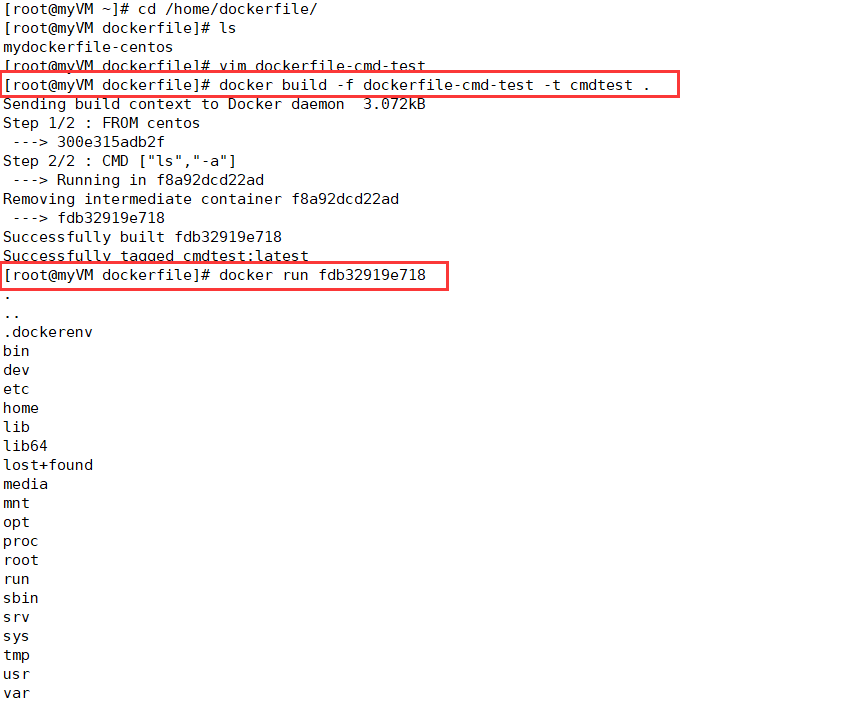 [root@myVM ~]# cd /home/dockerfile/
[root@myVM dockerfile]# ls
mydockerfile-centos
[root@myVM dockerfile]# vim dockerfile-cmd-test
[root@myVM dockerfile]# docker build -f dockerfile-cmd-test -t cmdtest .
Sending build context to Docker daemon  3.072kB
Step 1/2 : FROM centos
 ---> 300e315adb2f
Step 2/2 : CMD ["ls","-a"]
 ---> Running in f8a92dcd22ad
Removing intermediate container f8a92dcd22ad
 ---> fdb32919e718
Successfully built fdb32919e718
Successfully tagged cmdtest:latest
[root@myVM dockerfile]# docker run fdb32919e718
.
..
.dockerenv
bin
dev
etc
home
lib
lib64
lost+found
media
mnt
opt
proc
root
run
sbin
srv
sys
tmp
usr
var